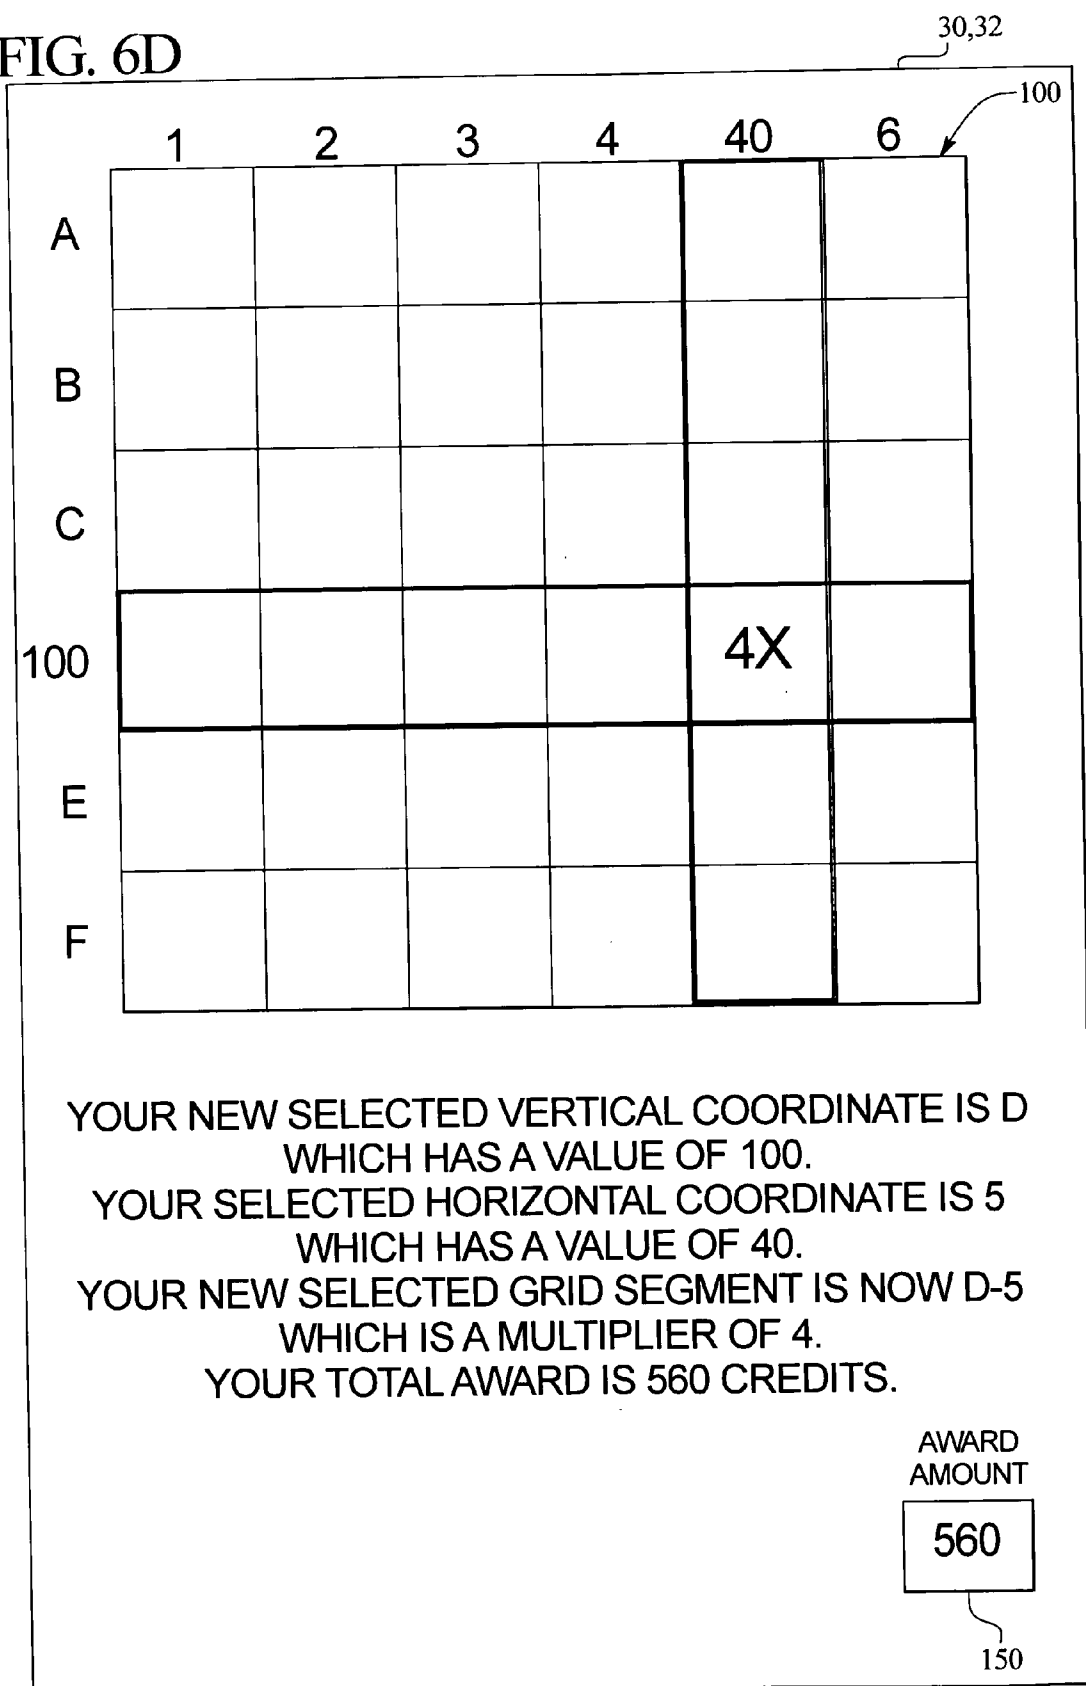 FIG. 6D
30,32
100
1 2 3 4 40 6
A
B
C
100 4X
E
F
YOUR NEW SELECTED VERTICAL COORDINATE IS D
WHICH HAS A VALUE OF 100.
YOUR SELECTED HORIZONTAL COORDINATE IS 5
WHICH HAS A VALUE OF 40.
YOUR NEW SELECTED GRID SEGMENT IS NOW D-5
WHICH IS A MULTIPLIER OF 4.
YOUR TOTAL AWARD IS 560 CREDITS.
AWARD
AMOUNT
560
150